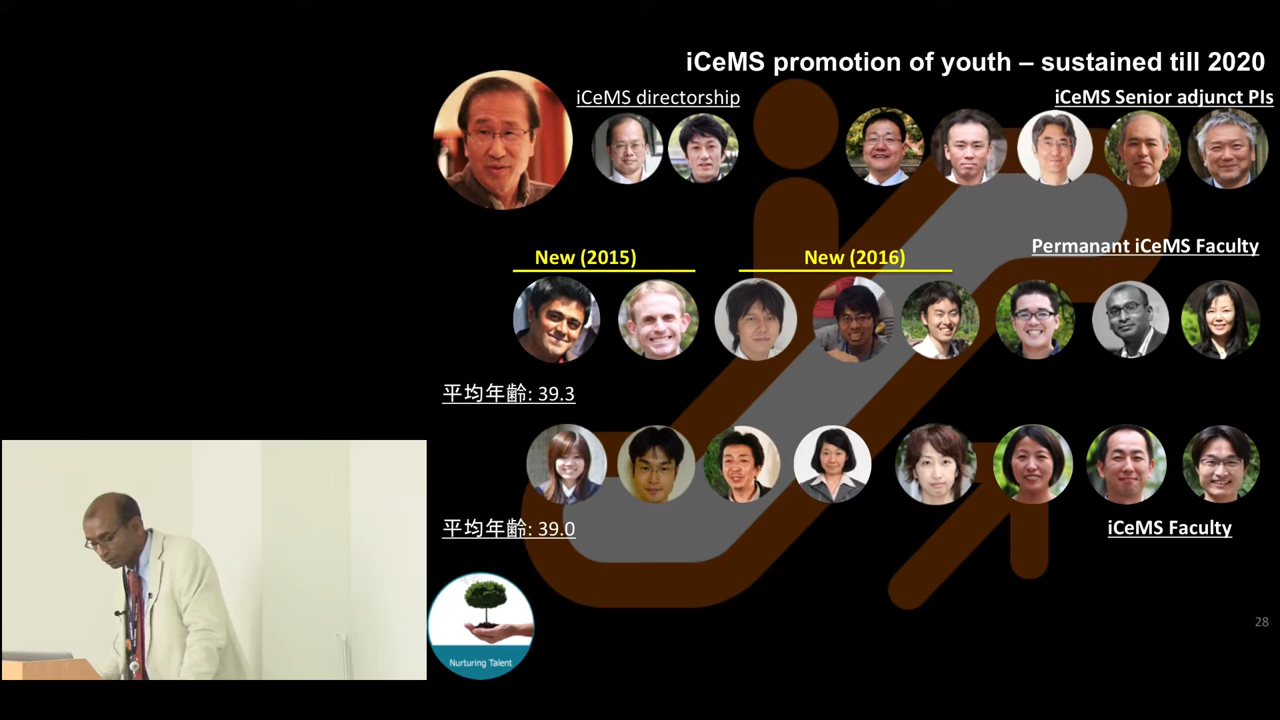 iCeMS promotion of youth – sustained till 2020
iCeMS directorship
iCeMS Senior adjunct PIs
New (2015)
New (2016)
Permanant iCeMS Faculty
平均年齢: 39.3
平均年齢: 39.0
iCeMS Faculty
Nurturing Talent
28